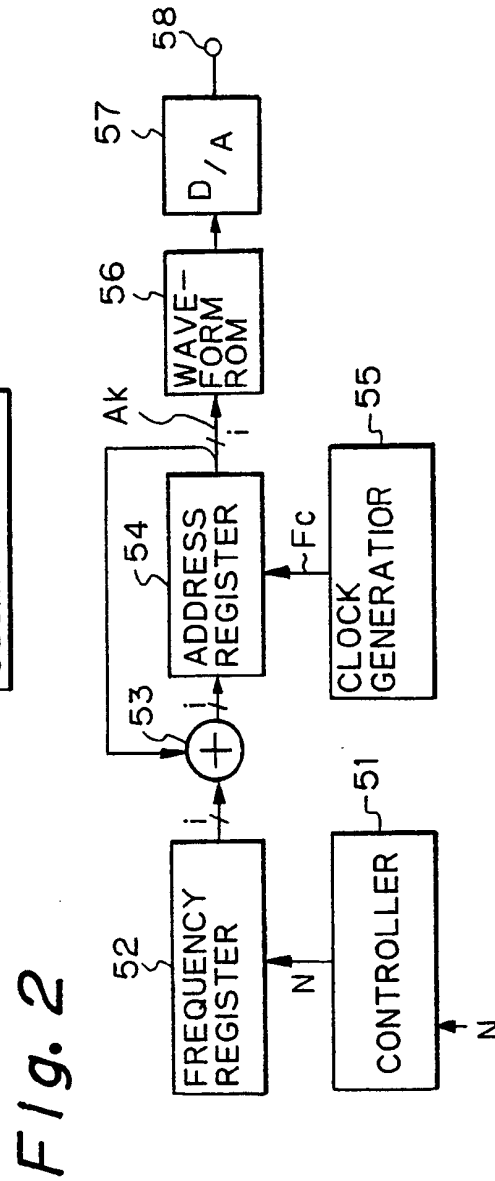 Fig. 2
52
FREQUENCY
REGISTER
N
CONTROLLER
51
N
i
53
+
i
54
ADDRESS
REGISTER
Fc
CLOCK
GENERATIOR
55
Ak
i
56
WAVE-
FORM
ROM
57
D/A
58